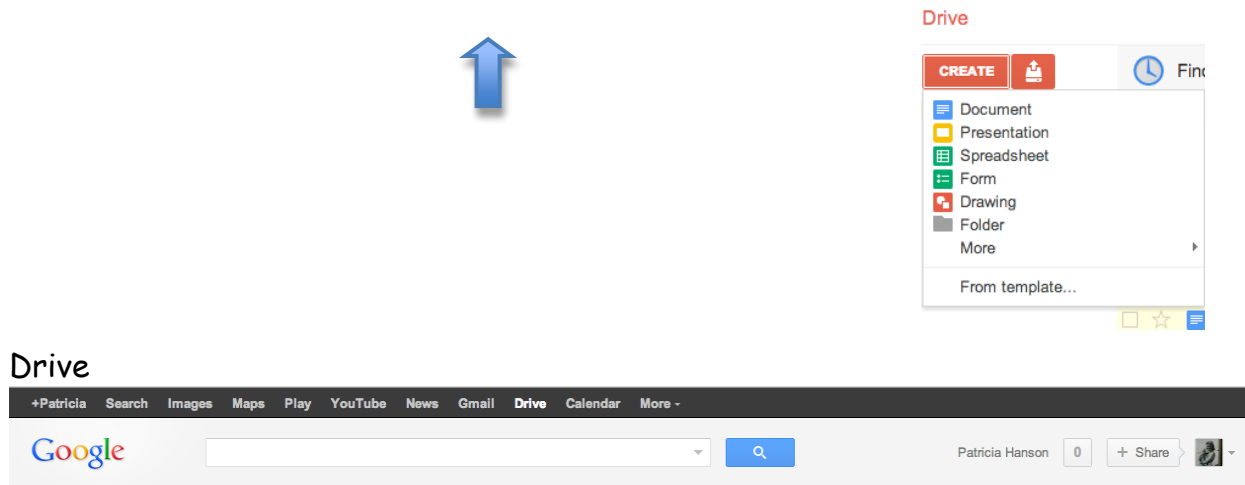 Drive
CREATE
Document
Presentation
Spreadsheet
Form
Drawing
Folder
More
From template...
Drive
+Patricia Search Images Maps Play YouTube News Gmail Drive Calendar More
Google
Patricia Hanson 0 + Share